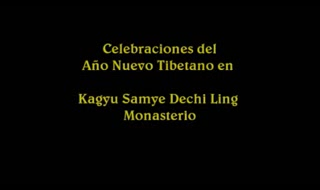 Celebraciones del
Año Nuevo Tibetano en
Kagyu Samye Dechi Ling
Monasterio